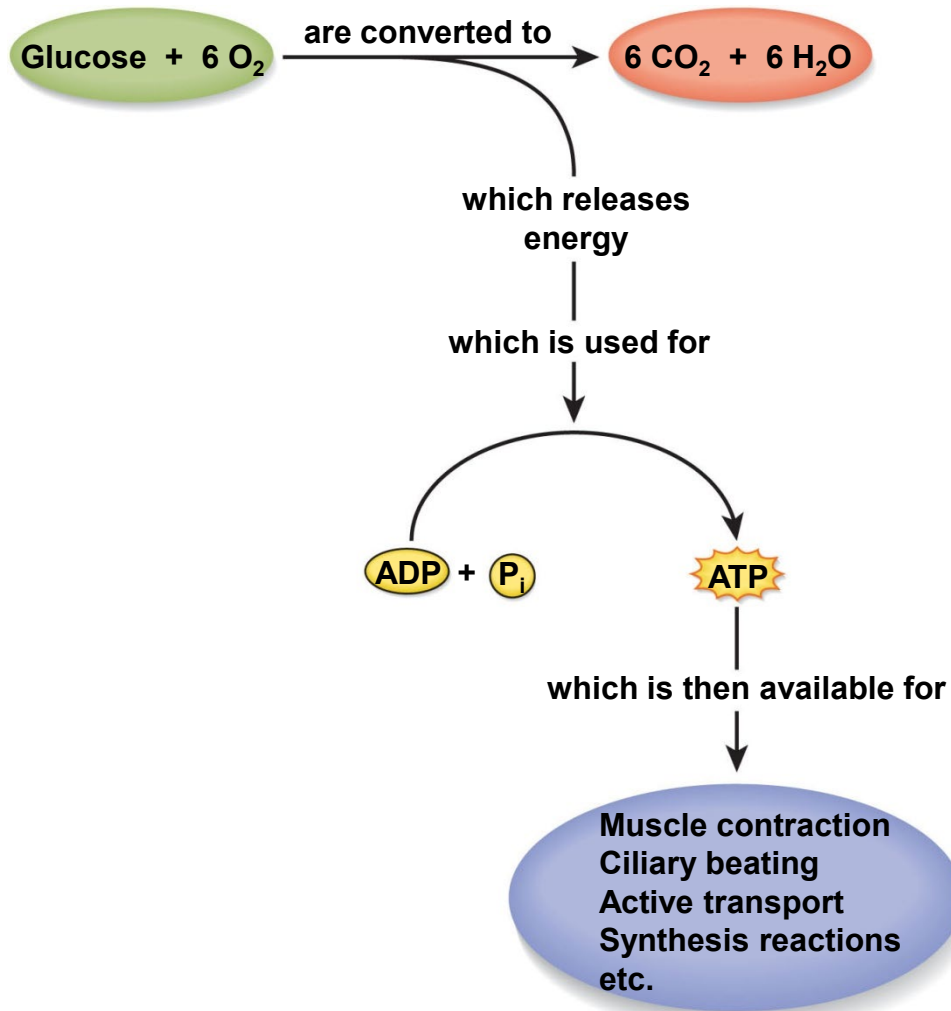 are converted to
Glucose + 6 O₂
6 CO₂ + 6 H₂O
which releases
energy
which is used for
ADP + Pᵢ
ATP
which is then available for
Muscle contraction
Ciliary beating
Active transport
Synthesis reactions
etc.